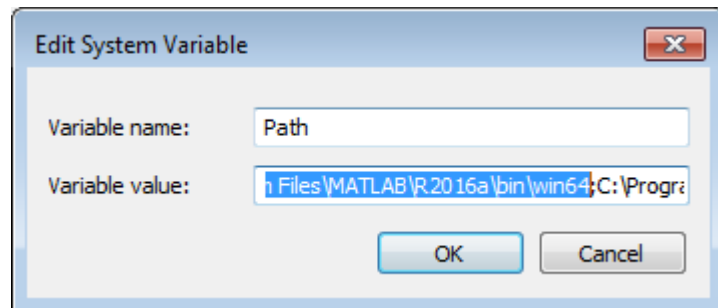 Edit System Variable
Variable name: Path
Variable value: Files\MATLAB\R2016a\bin\win64;C:\Progra
OK Cancel